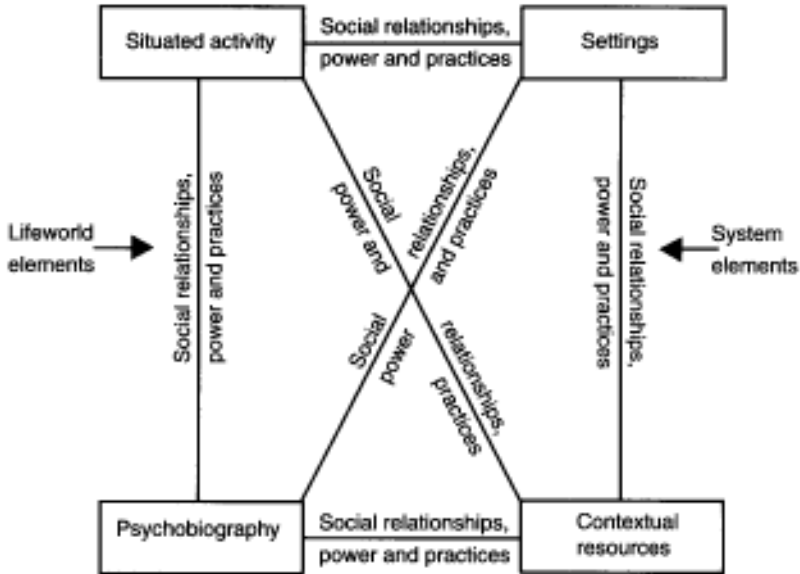 Situated activity
Social relationships,
power and practices
Settings
Social relationships,
power and practices
Social
power and
relationships,
practices
Social
power
relationships,
and practices
Social relationships,
power and practices
Lifeworld
elements
System
elements
Psychobiography
Social relationships,
power and practices
Contextual
resources